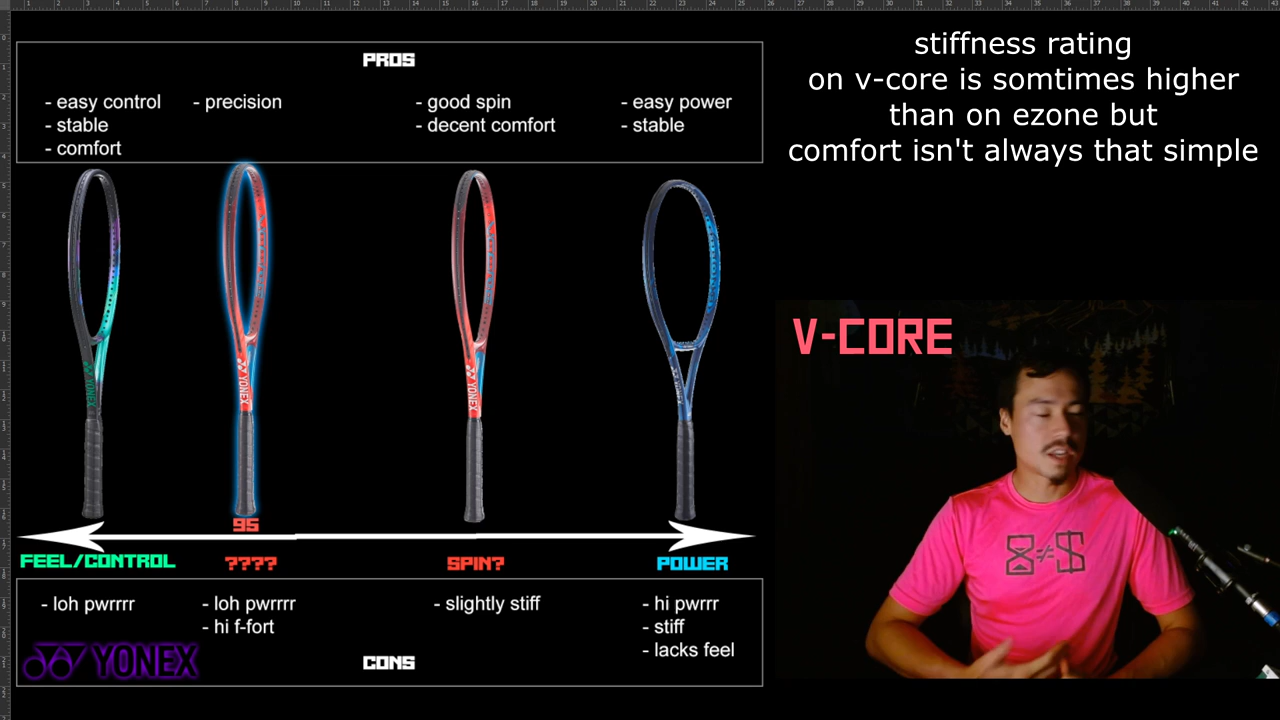 PROS
- easy control
- stable
- comfort
- precision
- good spin
- decent comfort
- easy power
- stable
stiffness rating
on v-core is somtimes higher
than on ezone but
comfort isn't always that simple
YONEX
YONEX
YONEX
YONEX
95
FEEL/CONTROL
????
SPIN?
POWER
- loh pwrrrr
- loh pwrrrr
- hi f-fort
- slightly stiff
- hi pwrrr
- stiff
- lacks feel
CONS
YONEX
V-CORE
≠$